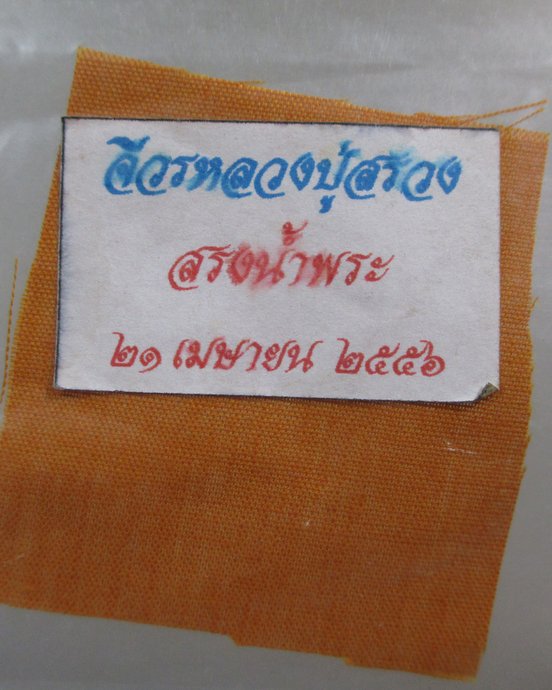 จีวรหลวงปู่สรวง
สรงน้ำพระ
๒๑ เมษายน ๒๕๕๖